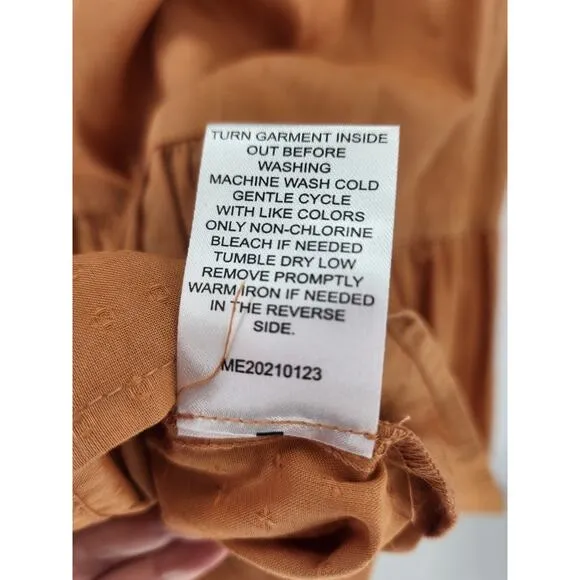 TURN GARMENT INSIDE
OUT BEFORE
WASHING
MACHINE WASH COLD
GENTLE CYCLE
WITH LIKE COLORS
ONLY NON-CHLORINE
BLEACH IF NEEDED
TUMBLE DRY LOW
REMOVE PROMPTLY
WARM IRON IF NEEDED
IN THE REVERSE
SIDE.
ME20210123